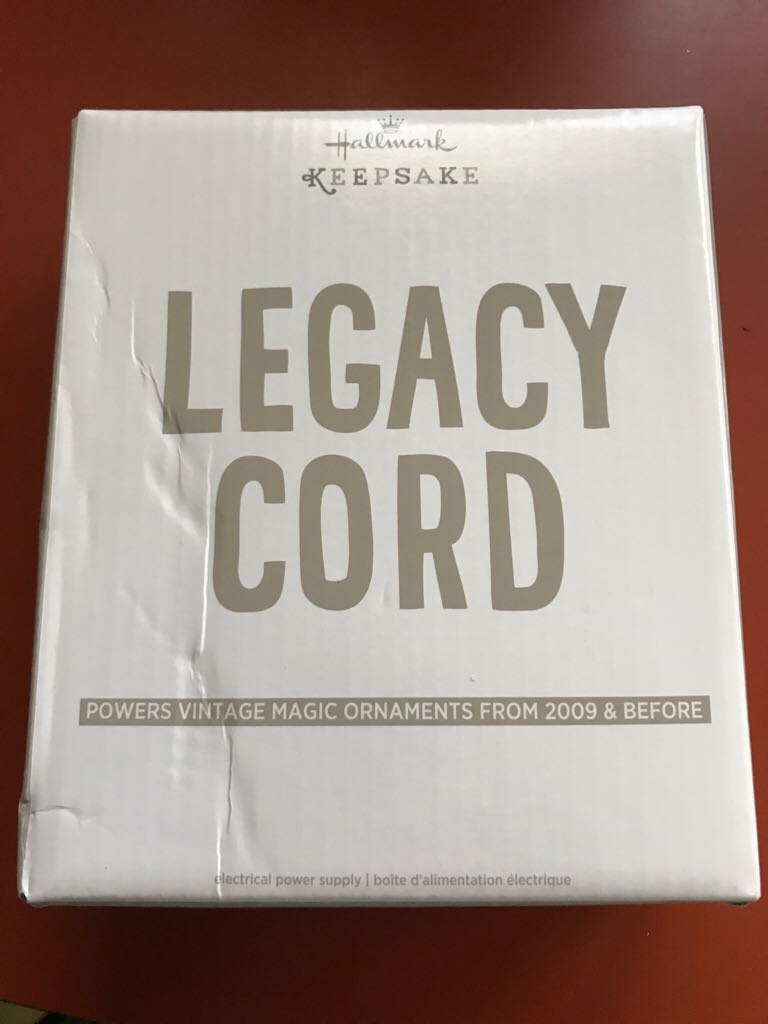 Hallmark
KEEPSAKE
LEGACY
CORD
POWERS VINTAGE MAGIC ORNAMENTS FROM 2009 & BEFORE
electrical power supply | boîte d'alimentation électrique